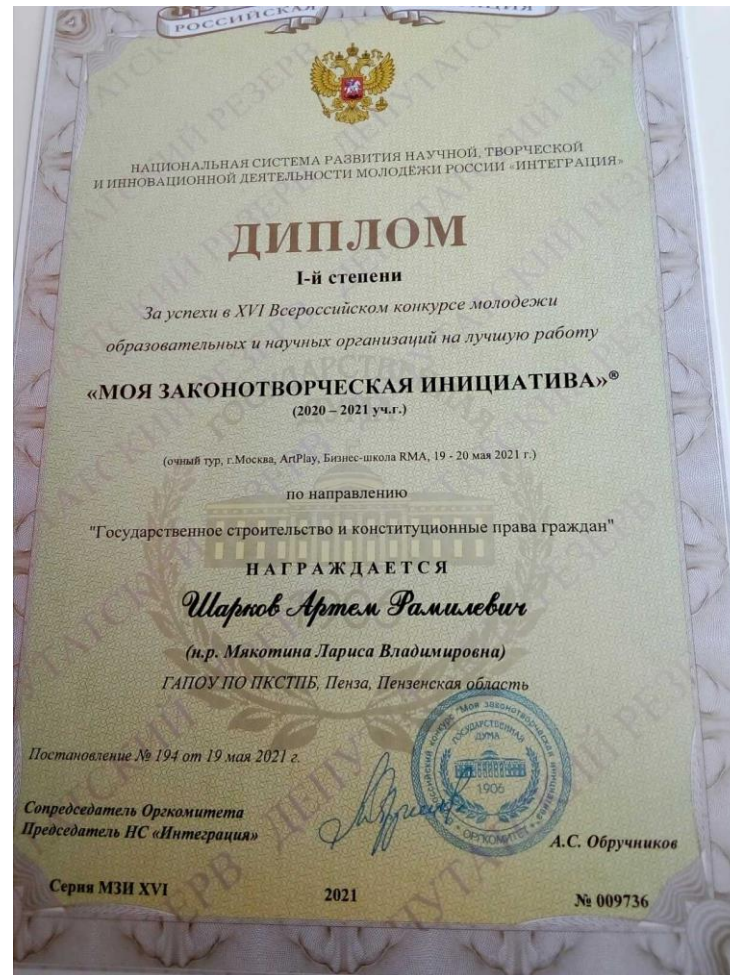 РОССИЙСКАЯ
НАЦИОНАЛЬНАЯ СИСТЕМА РАЗВИТИЯ НАУЧНОЙ, ТВОРЧЕСКОЙ
И ИННОВАЦИОННОЙ ДЕЯТЕЛЬНОСТИ МОЛОДЕЖИ РОССИИ «ИНТЕГРАЦИЯ»
ДИПЛОМ
I-й степени
За успехи в XVI Всероссийском конкурсе молодежи
образовательных и научных организаций на лучшую работу
«МОЯ ЗАКОНОТВОРЧЕСКАЯ ИНИЦИАТИВА»®
(2020 – 2021 уч.г.)
(очный тур, г.Москва, ArtPlay, Бизнес-школа RMA, 19 - 20 мая 2021 г.)
по направлению
"Государственное строительство и конституционные права граждан"
НАГРАЖДАЕТСЯ
Шарков Артем Рамилевич
(н.р. Мякотина Лариса Владимировна)
ГАПОУ ПО ПКСТПБ, Пенза, Пензенская область
Постановление № 194 от 19 мая 2021 г.
ГОСУДАРСТВЕННАЯ
ДУМА
1906
ОРГКОМИТЕТ
Сопредседатель Оргкомитета
Председатель НС «Интеграция»
А.С. Обручников
Серия МЗИ XVI
2021
№ 009736